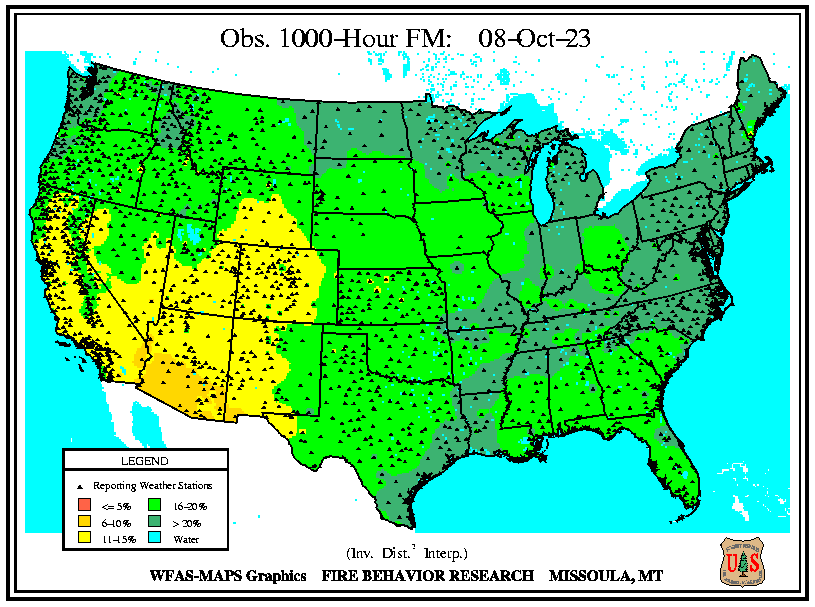 Obs. 1000-Hour FM: 08-Oct-23
LEGEND
Reporting Weather Stations
<= 5% 16-20%
6-10% > 20%
11-15% Water
(Inv. Dist.² Interp.)
WFAS-MAPS Graphics FIRE BEHAVIOR RESEARCH MISSOULA, MT
U S